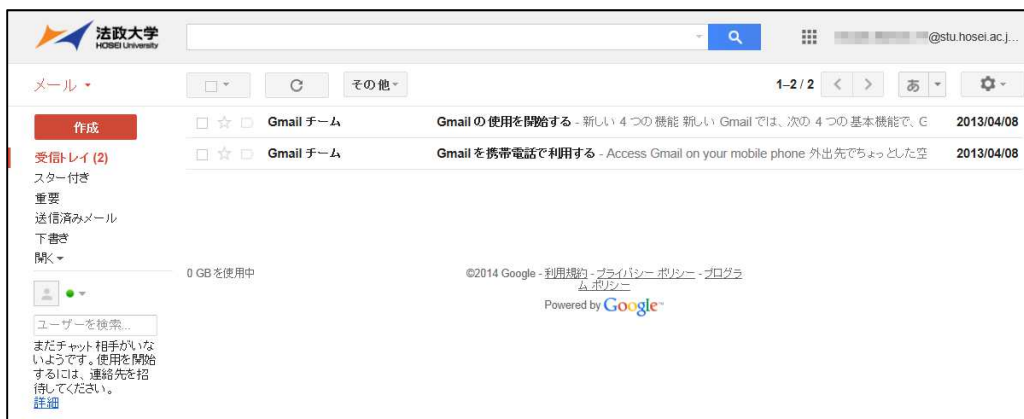 法政大学
HOSEI University
@stu.hosei.ac.j...
メール
その他
1–2 / 2
あ
作成
Gmail チーム
Gmail の使用を開始する - 新しい 4 つの機能 新しい Gmail では、次の 4 つの基本機能で、G
2013/04/08
受信トレイ (2)
Gmail チーム
Gmail を携帯電話で利用する - Access Gmail on your mobile phone 外出先でちょっとした空
2013/04/08
スター付き
重要
送信済みメール
下書き
開く
0 GB を使用中
©2014 Google - 利用規約 - プライバシー ポリシー - プログラ
ム ポリシー
Powered by Google™
ユーザーを検索...
まだチャット相手がいな
いようです。使用を開始
するには、連絡先を招
待してください。
詳細